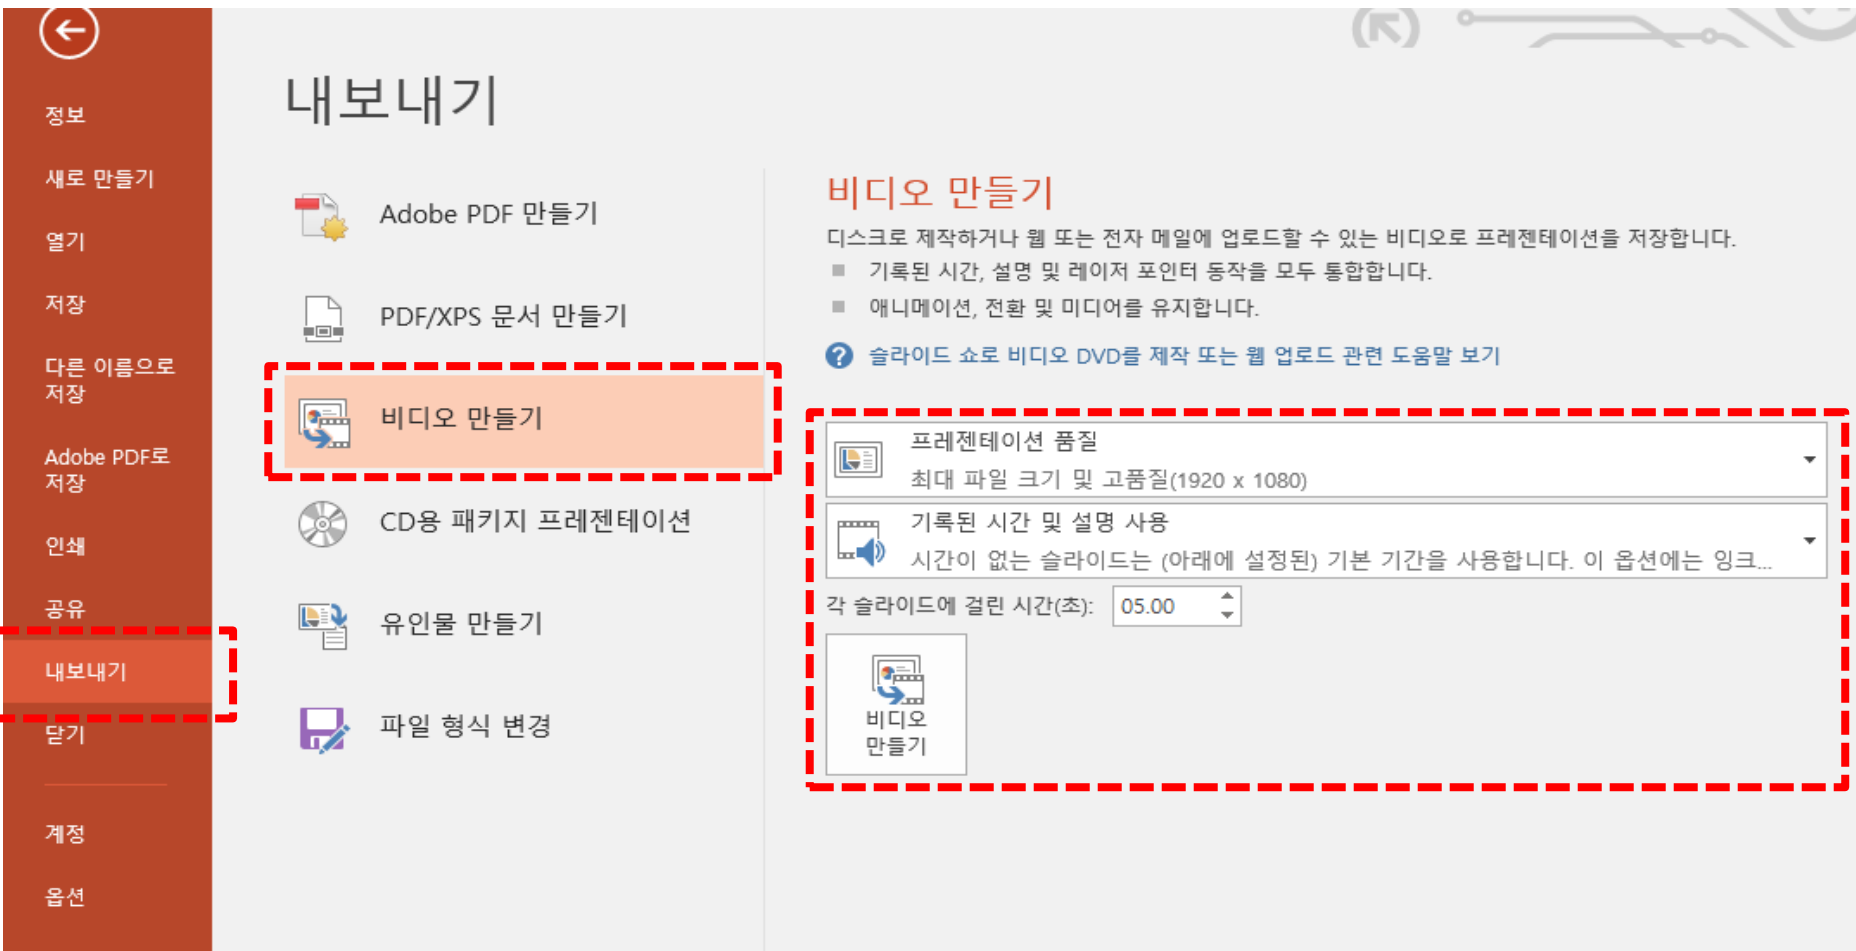 정보
새로 만들기
열기
저장
다른 이름으로
저장
Adobe PDF로
저장
인쇄
공유
내보내기
닫기
계정
옵션
내보내기
Adobe PDF 만들기
PDF/XPS 문서 만들기
비디오 만들기
CD용 패키지 프레젠테이션
유인물 만들기
파일 형식 변경
비디오 만들기
디스크로 제작하거나 웹 또는 전자 메일에 업로드할 수 있는 비디오로 프레젠테이션을 저장합니다.
기록된 시간, 설명 및 레이저 포인터 동작을 모두 통합합니다.
애니메이션, 전환 및 미디어를 유지합니다.
슬라이드 쇼로 비디오 DVD를 제작 또는 웹 업로드 관련 도움말 보기
프레젠테이션 품질
최대 파일 크기 및 고품질(1920 x 1080)
기록된 시간 및 설명 사용
시간이 없는 슬라이드는 (아래에 설정된) 기본 기간을 사용합니다. 이 옵션에는 잉크...
각 슬라이드에 걸린 시간(초): 05.00
비디오
만들기